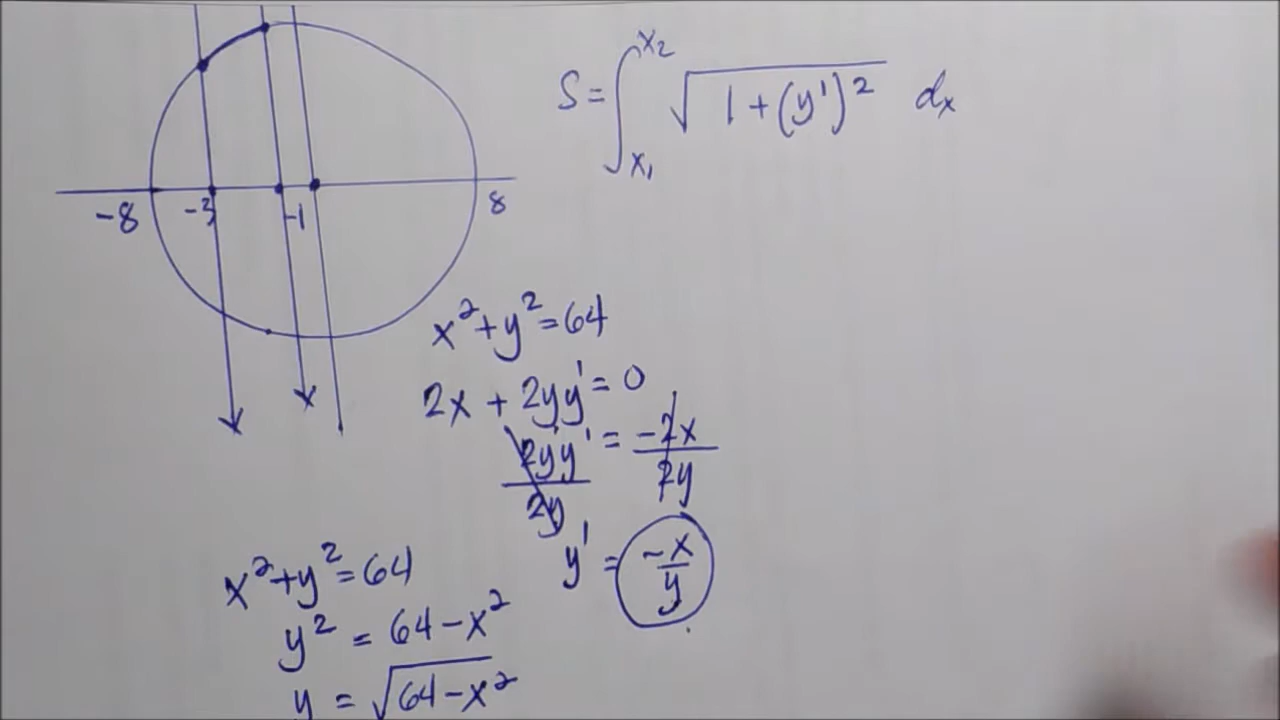 -8 -3 -1 8
S = ∫_{x₁}^{x₂} √(1 + (y')²) dx
x² + y² = 64
2x + 2yy' = 0
2yy'/2y = -2x/2y
y' = -x/y
x² + y² = 64
y² = 64 - x²
y = √(64 - x²)